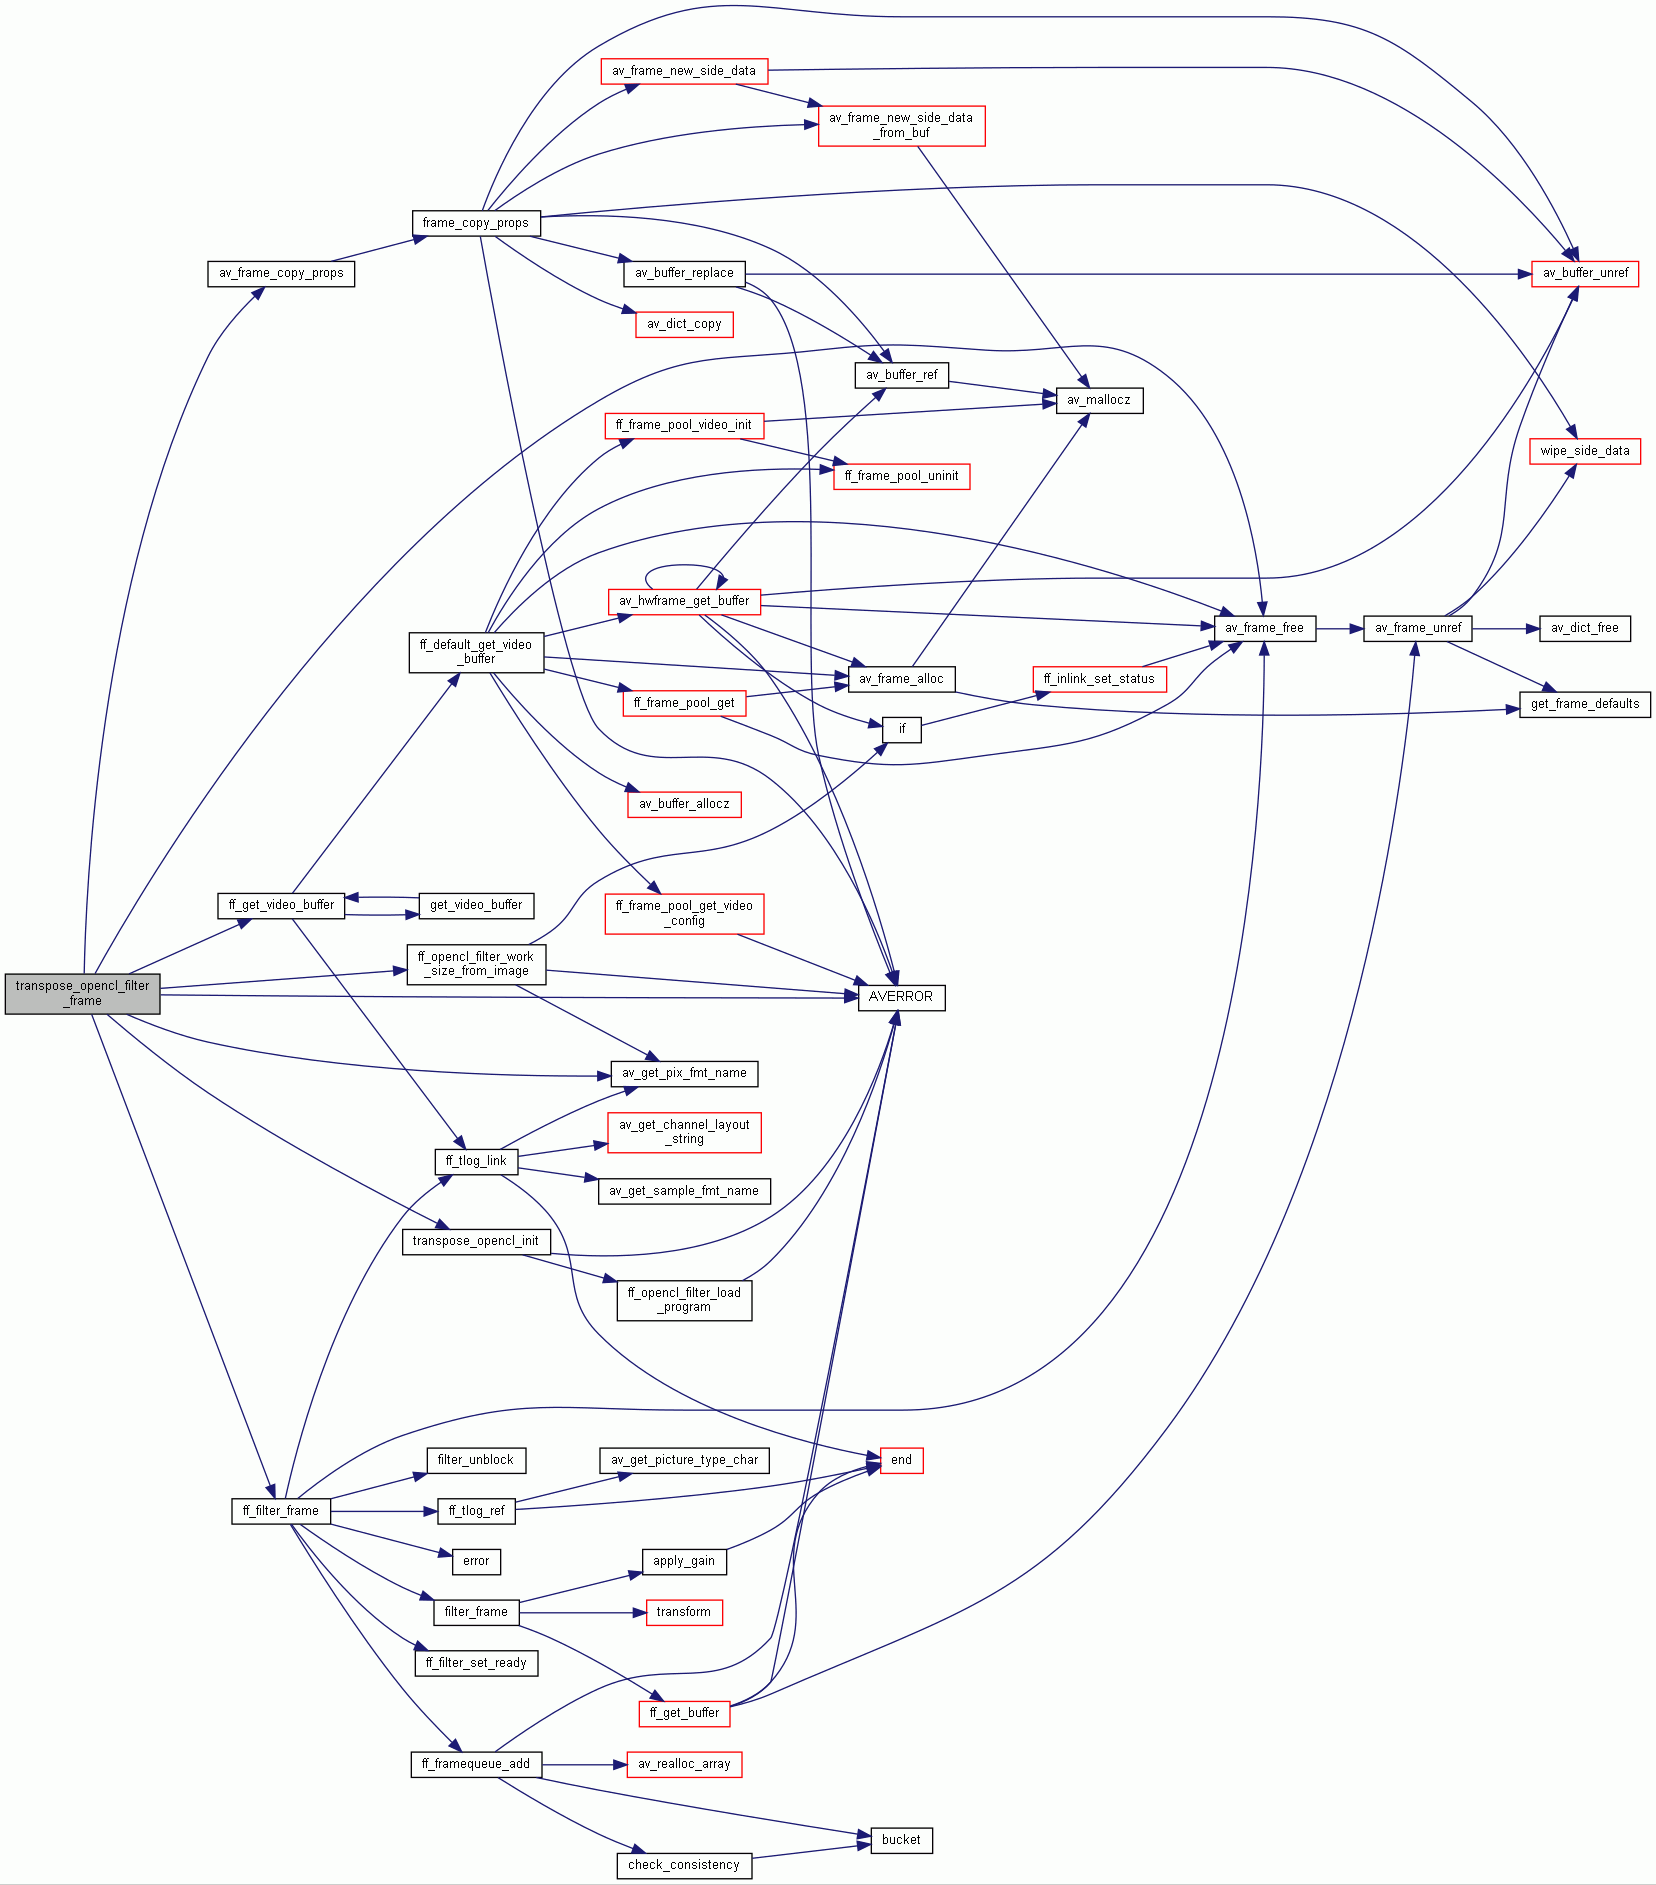 av_frame_new_side_data
av_frame_new_side_data
_from_buf
frame_copy_props
av_frame_copy_props
av_buffer_replace
av_buffer_unref
av_dict_copy
av_buffer_ref
av_mallocz
ff_frame_pool_video_init
wipe_side_data
ff_frame_pool_uninit
av_hwframe_get_buffer
ff_default_get_video
_buffer
av_frame_free
av_frame_unref
av_dict_free
av_frame_alloc
ff_inlink_set_status
ff_frame_pool_get
get_frame_defaults
if
av_buffer_allocz
ff_get_video_buffer
get_video_buffer
ff_frame_pool_get_video
_config
ff_opencl_filter_work
_size_from_image
transpose_opencl_filter
_frame
AVERROR
av_get_pix_fmt_name
av_get_channel_layout
_string
ff_tlog_link
av_get_sample_fmt_name
transpose_opencl_init
ff_opencl_filter_load
_program
filter_unblock
av_get_picture_type_char
end
ff_filter_frame
ff_tlog_ref
error
apply_gain
filter_frame
transform
ff_filter_set_ready
ff_get_buffer
ff_framequeue_add
av_realloc_array
bucket
check_consistency